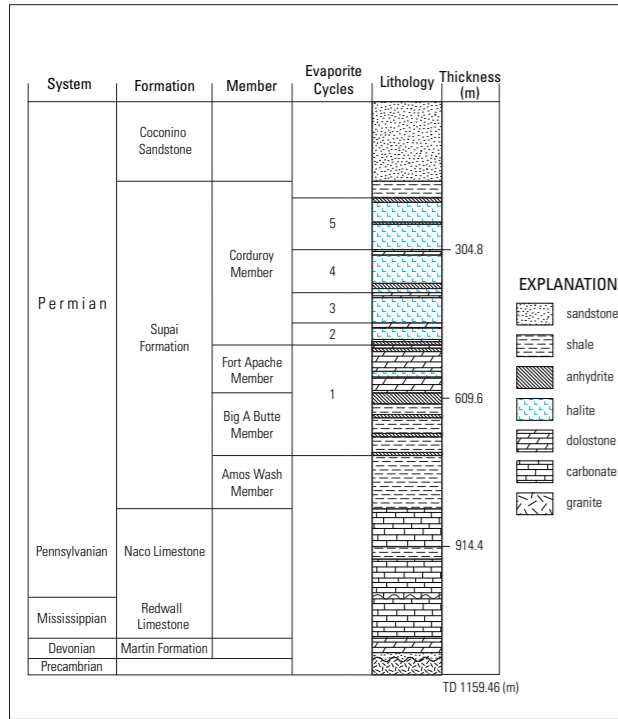 System
Formation
Member
Evaporite
Cycles
Lithology
Thickness
(m)
Coconino
Sandstone
5
Corduroy
Member
304.8
4
Permian
3
Supai
Formation
2
Fort Apache
Member
1
609.6
Big A Butte
Member
Amos Wash
Member
Pennsylvanian
Naco Limestone
914.4
Mississippian
Redwall
Limestone
Devonian
Martin Formation
Precambrian
TD 1159.46 (m)
EXPLANATION
sandstone
shale
anhydrite
halite
dolostone
carbonate
granite